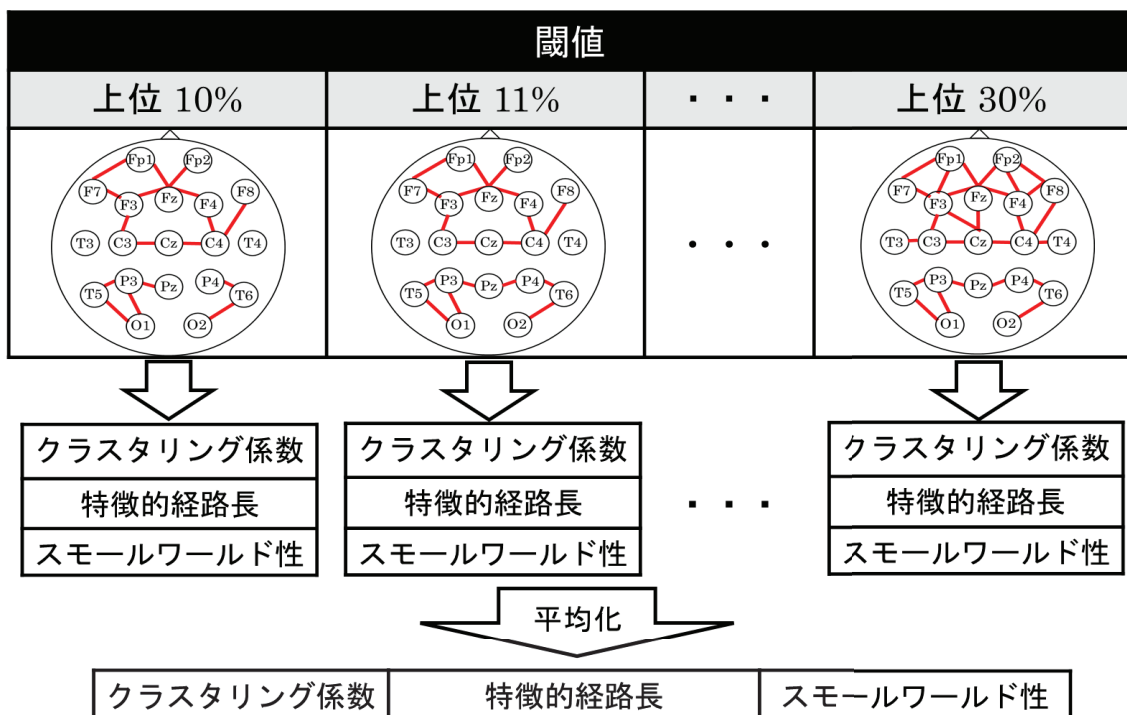 閾値
上位 10% 上位 11% ・・・ 上位 30%
Fp1 Fp2 Fp1 Fp2 Fp1 Fp2
F7 F3 Fz F4 F8 F7 F3 Fz F4 F8 F7 F3 Fz F4 F8
T3 C3 Cz C4 T4 T3 C3 Cz C4 T4 ・・・ T3 C3 Cz C4 T4
T5 P3 Pz P4 T6 T5 P3 Pz P4 T6 T5 P3 Pz P4 T6
O1 O2 O1 O2 O1 O2
クラスタリング係数 クラスタリング係数 クラスタリング係数
特徴的経路長 特徴的経路長 ・・・ 特徴的経路長
スモールワールド性 スモールワールド性 スモールワールド性
平均化
クラスタリング係数 特徴的経路長 スモールワールド性